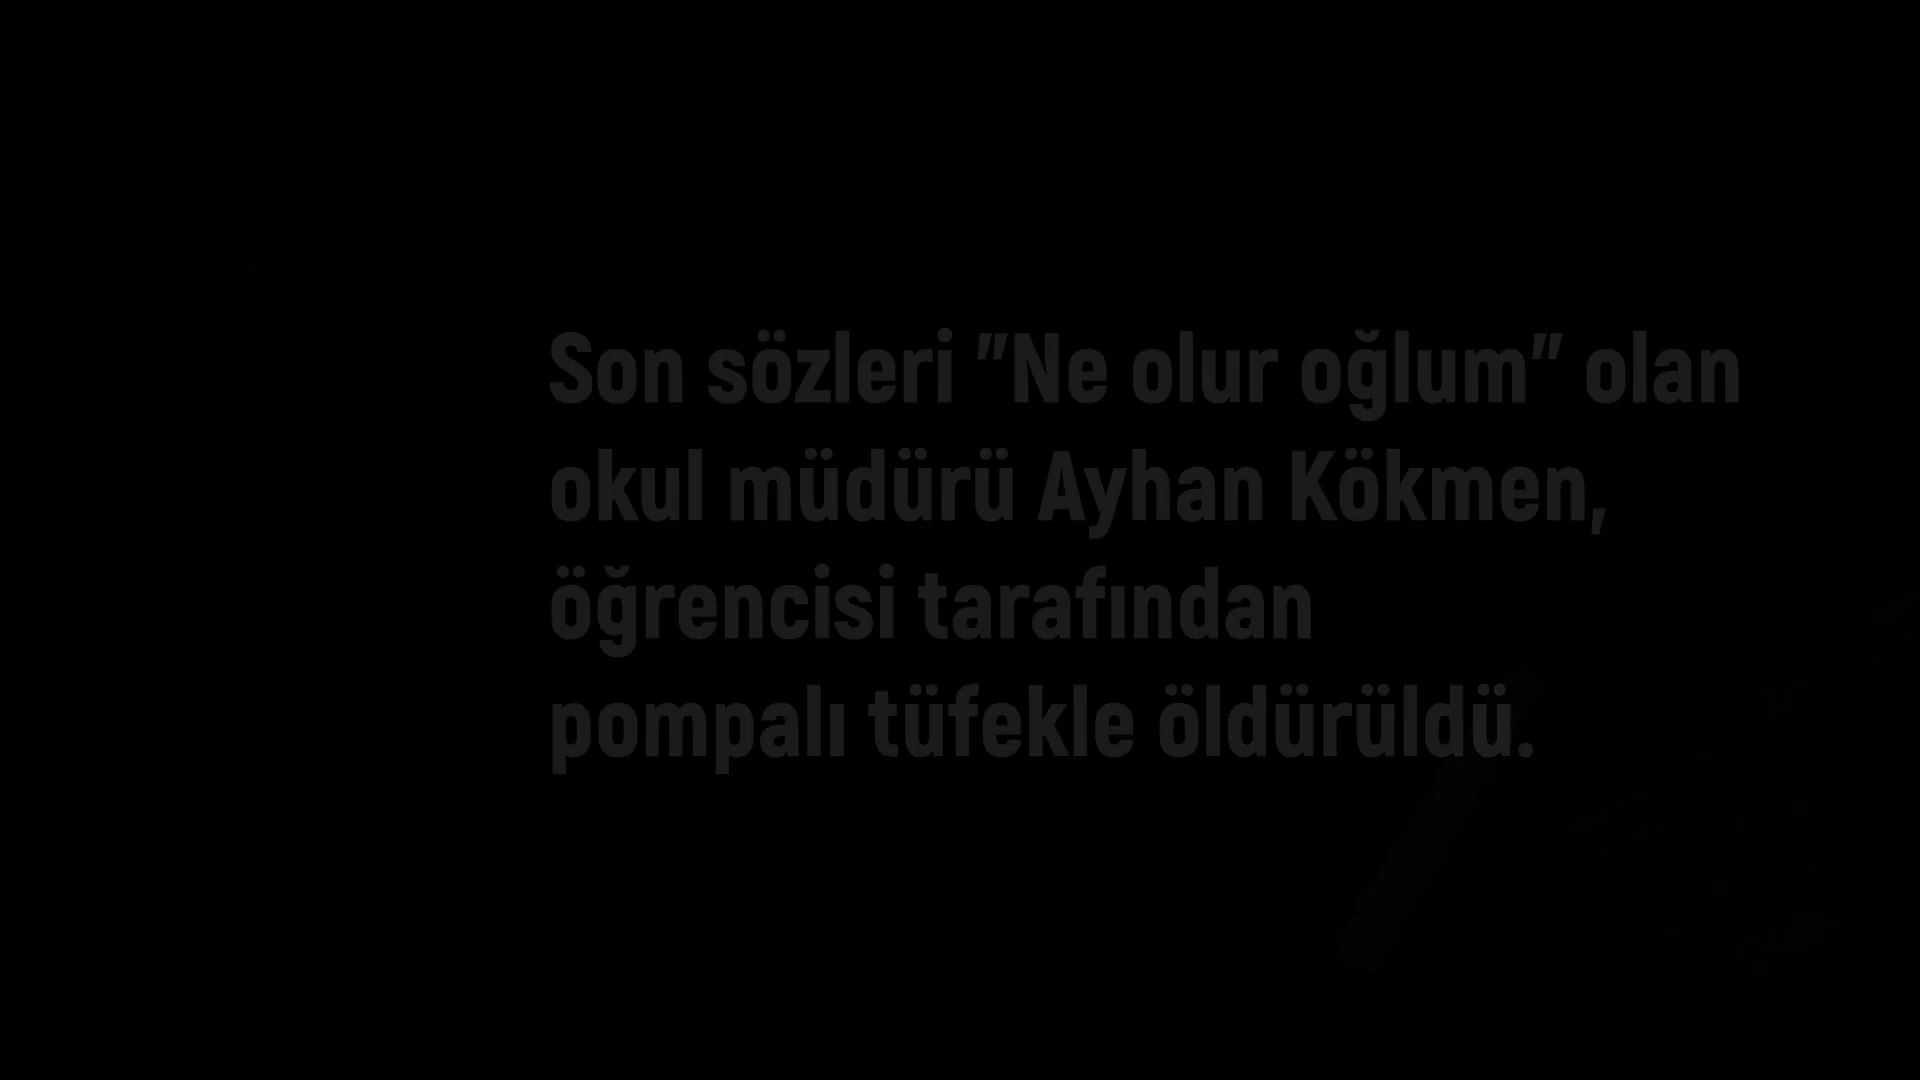 Son sözleri "Ne olur oğlum" olan
okul müdürü Ayhan Kökmen,
öğrencisi tarafından
pompalı tüfekle öldürüldü.